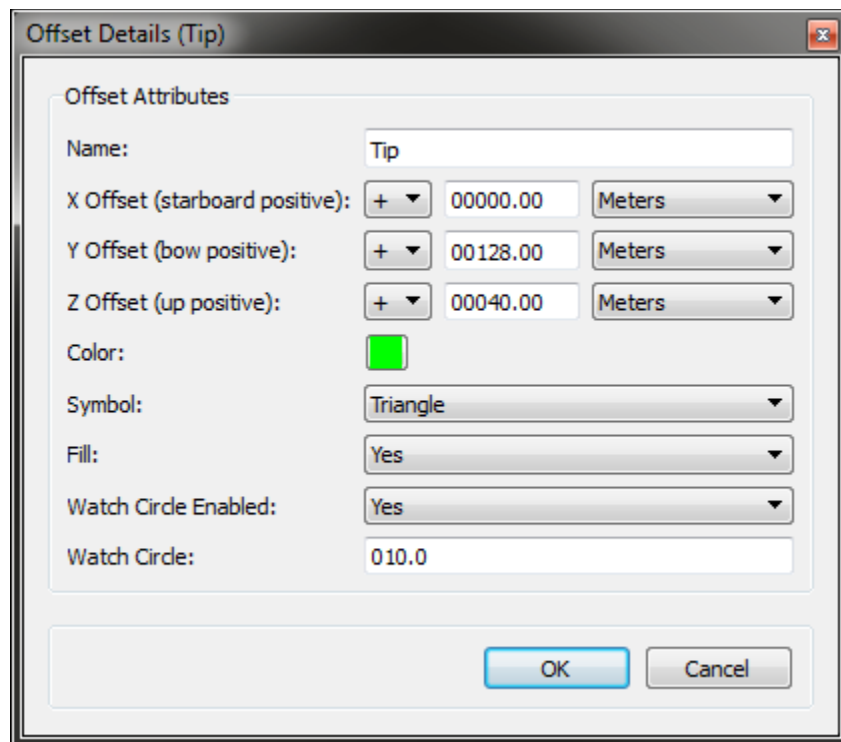 Offset Details (Tip)
Offset Attributes
Name: Tip
X Offset (starboard positive): + 00000.00 Meters
Y Offset (bow positive): + 00128.00 Meters
Z Offset (up positive): + 00040.00 Meters
Color:
Symbol: Triangle
Fill: Yes
Watch Circle Enabled: Yes
Watch Circle: 010.0
OK Cancel